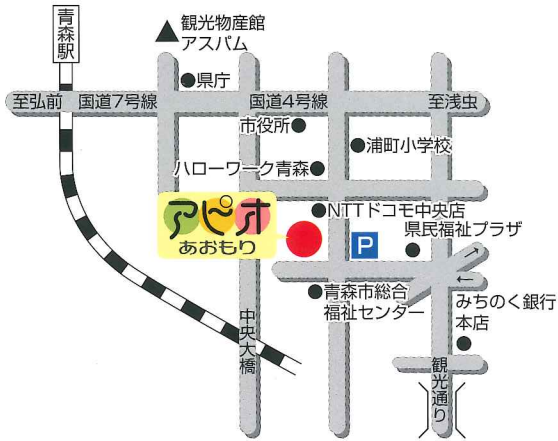 青森駅
観光物産館
アスパム
県庁
至弘前
国道7号線
国道4号線
至浅虫
市役所
浦町小学校
ハローワーク青森
アピオ
あおもり
NTTドコモ中央店
県民福祉プラザ
P
青森市総合
福祉センター
みちのく銀行
本店
中央大橋
観光通り